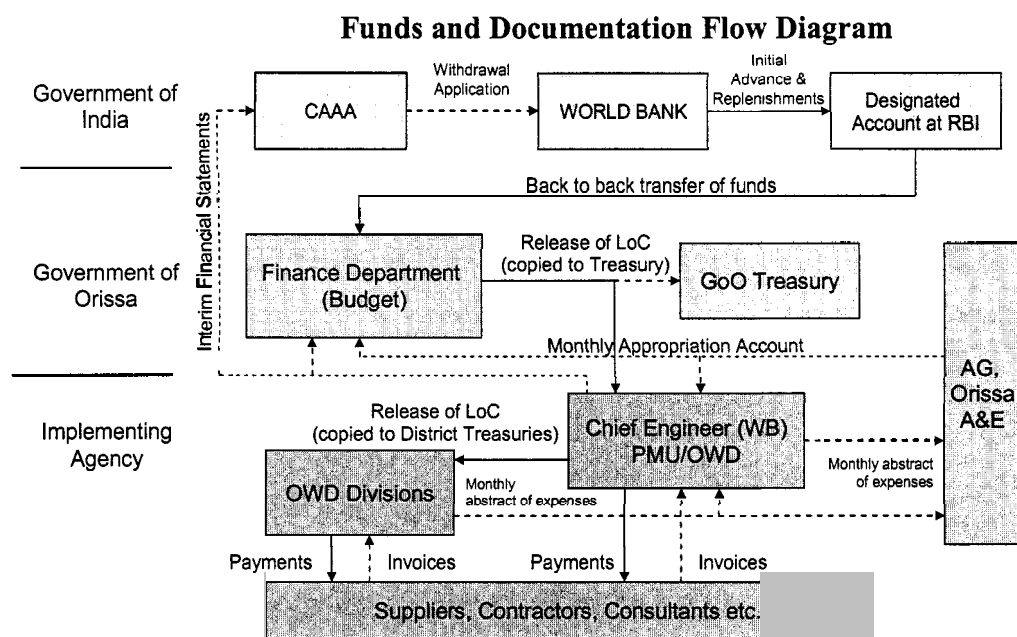 Funds and Documentation Flow Diagram
Government of
India
CAAA
Withdrawal
Application
WORLD BANK
Initial
Advance &
Replenishments
Designated
Account at RBI
Interim Financial Statements
Back to back transfer of funds
Government of
Orissa
Finance Department
(Budget)
Release of LoC
(copied to Treasury)
GoO Treasury
Monthly Appropriation Account
AG,
Orissa
A&E
Implementing
Agency
Release of LoC
(copied to District Treasuries)
Chief Engineer (WB)
PMU/OWD
Monthly abstract
of expenses
OWD Divisions
Monthly
abstract of expenses
Payments
Invoices
Payments
Invoices
Suppliers, Contractors, Consultants etc.